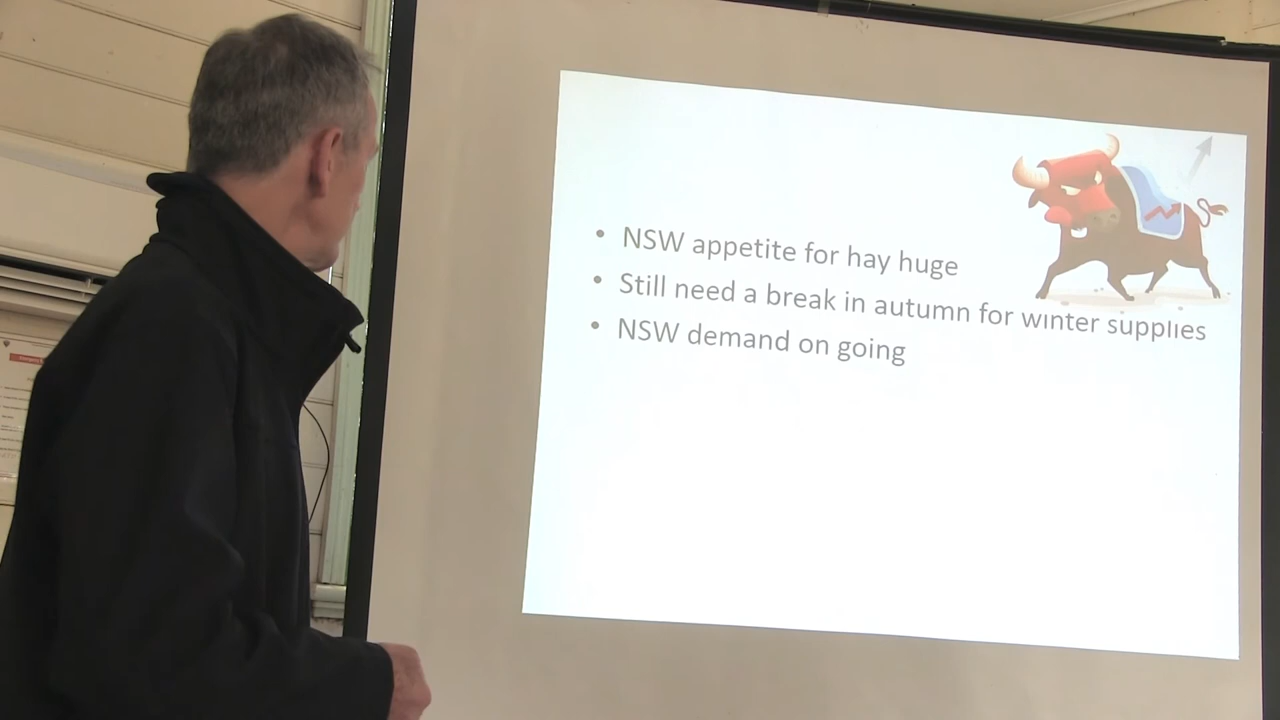 • NSW appetite for hay huge
• Still need a break in autumn for winter supplies
• NSW demand on going